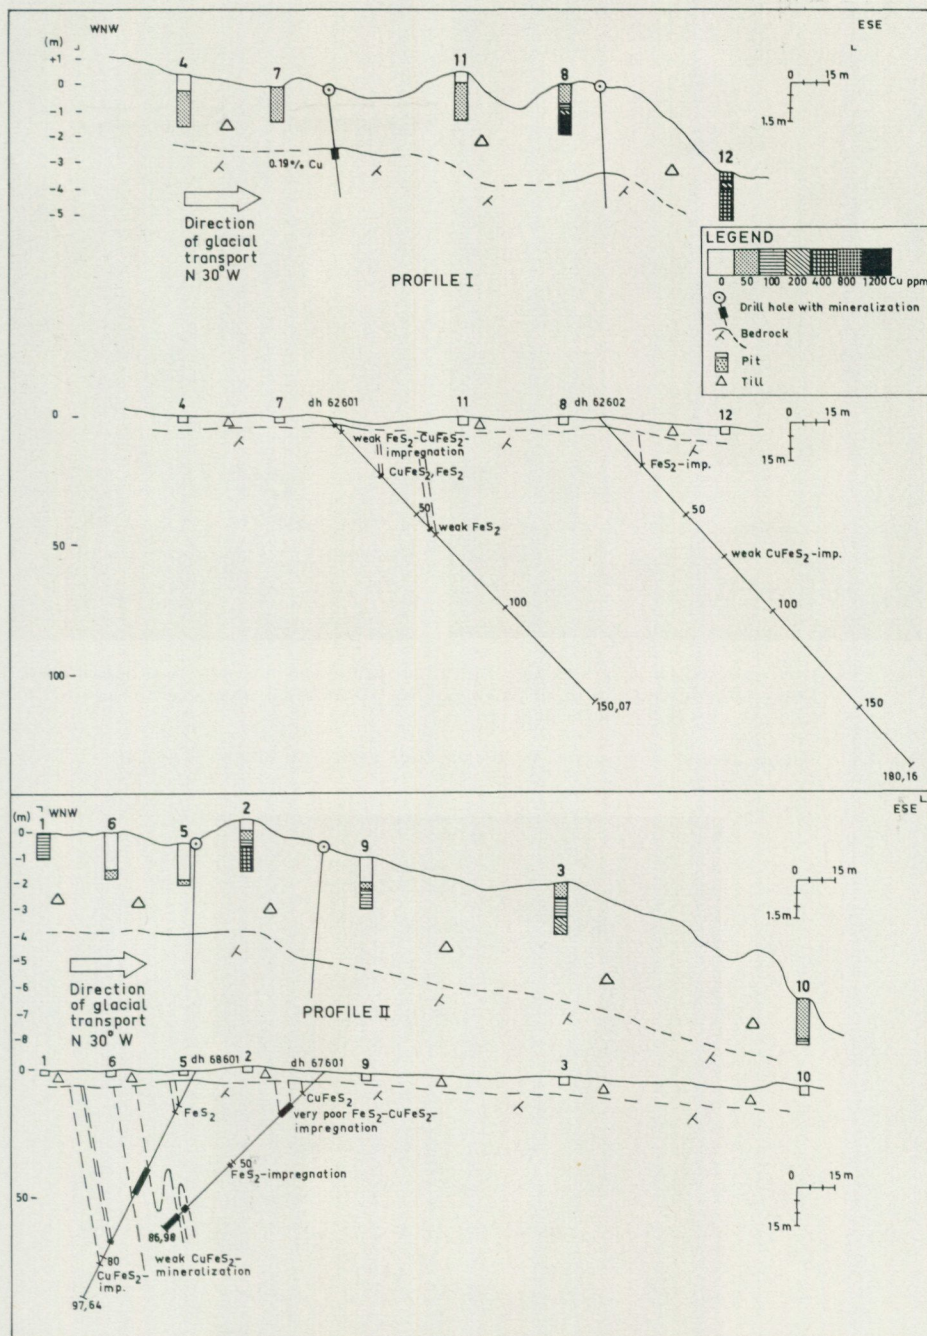 WNW
ESE
(m)
+1
0
-1
-2
-3
-4
-5
4
7
11
8
12
0 15 m
1.5 m
0.19% Cu
Direction
of glacial
transport
N 30° W
PROFILE I
LEGEND
0 50 100 200 400 800 1200 Cu ppm
Drill hole with mineralization
Bedrock
Pit
Till
0
50
100
4
7
dh 62601
11
8
dh 62602
12
0 15 m
15 m
weak FeS₂-CuFeS₂-
impregnation
CuFeS₂, FeS₂
50
weak FeS₂
100
150,07
FeS₂-imp.
50
weak CuFeS₂-imp.
100
150
180,16
(m)
WNW
ESE
0
-1
-2
-3
-4
-5
-6
-7
-8
1
6
5
2
9
3
10
0 15 m
1.5 m
Direction
of glacial
transport
N 30° W
PROFILE II
0
50
1
6
5
dh 68601
2
dh 67601
9
3
10
FeS₂
CuFeS₂
very poor FeS₂-CuFeS₂-
impregnation
50
FeS₂-impregnation
0 15 m
15 m
86,98
weak CuFeS₂-
mineralization
80
CuFeS₂-
imp.
97,64